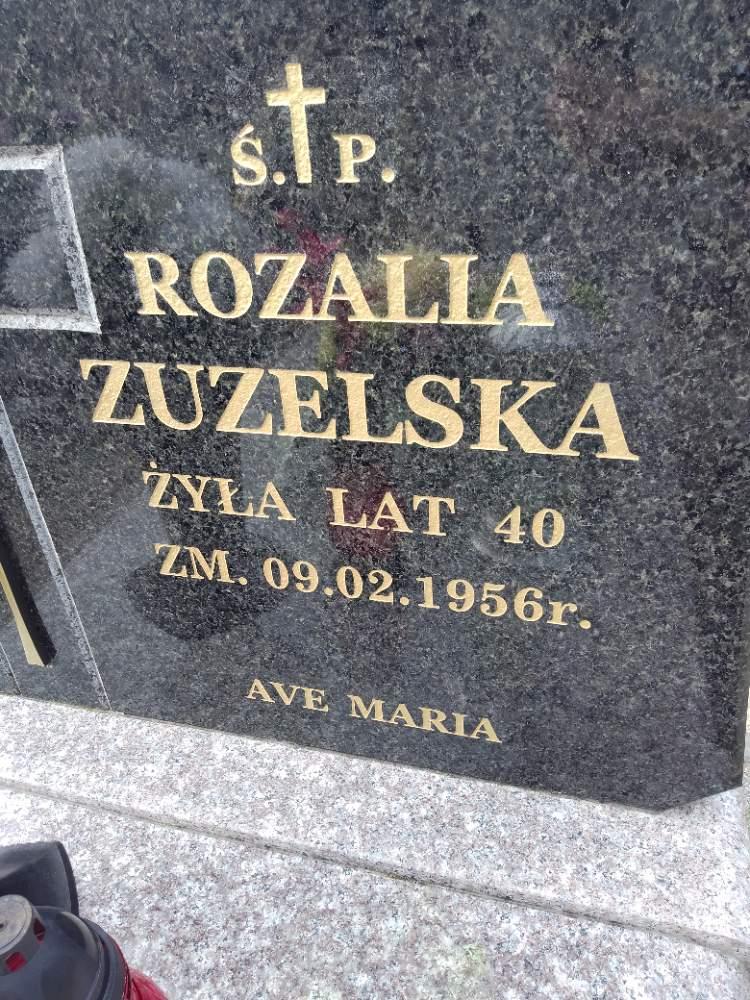 Ś. P.
ROZALIA
ZUZELSKA
ŻYŁA LAT 40
ZM. 09.02.1956r.
AVE MARIA